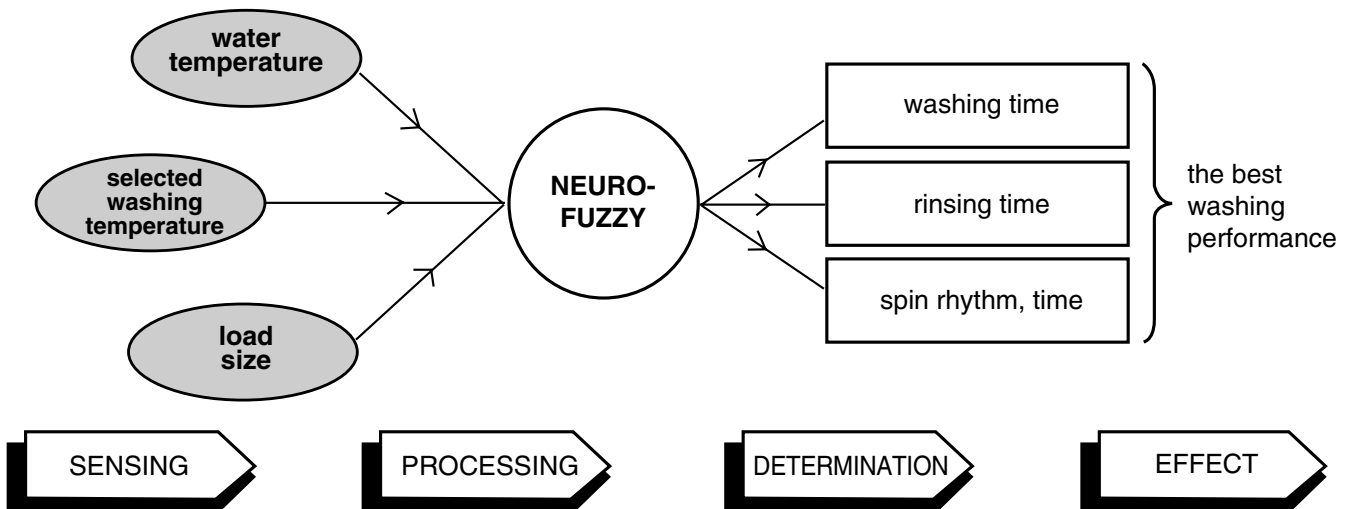 water
temperature
selected
washing
temperature
load
size
NEURO-
FUZZY
washing time
rinsing time
spin rhythm, time
the best
washing
performance
SENSING
PROCESSING
DETERMINATION
EFFECT